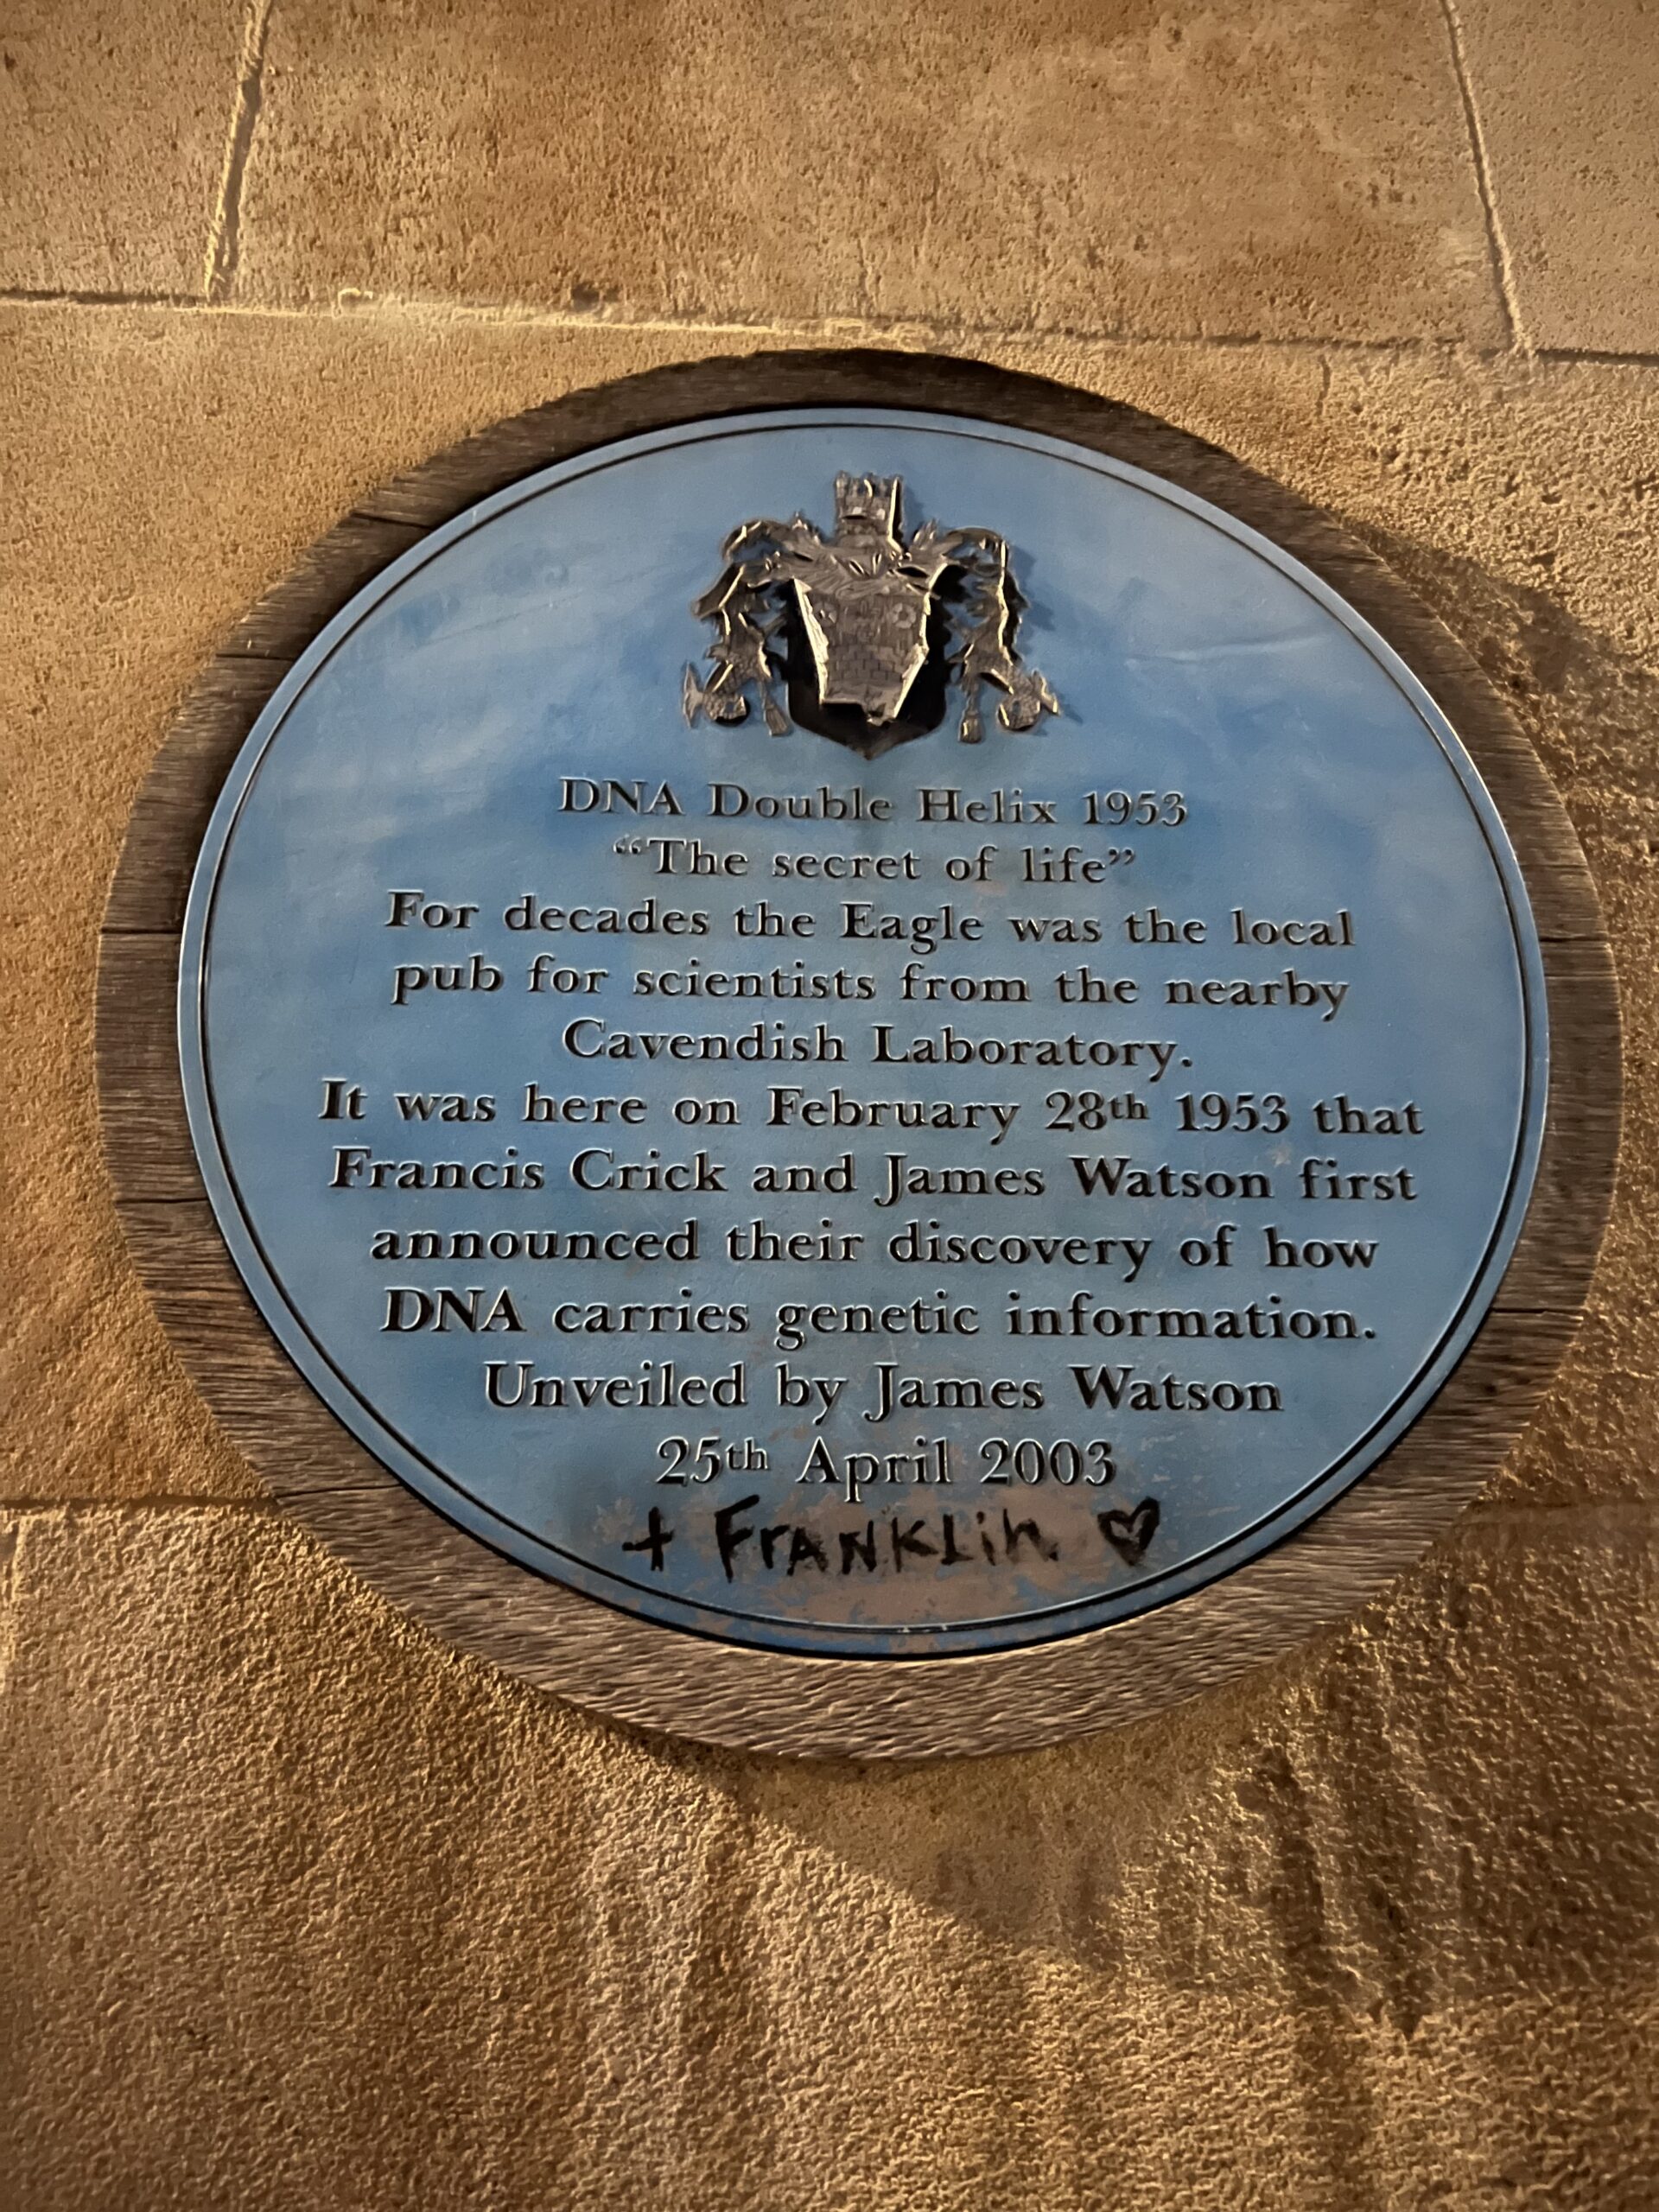 DNA Double Helix 1953
“The secret of life”
For decades the Eagle was the local
pub for scientists from the nearby
Cavendish Laboratory.
It was here on February 28th 1953 that
Francis Crick and James Watson first
announced their discovery of how
DNA carries genetic information.
Unveiled by James Watson
25th April 2003
+ FrANKLin ♡